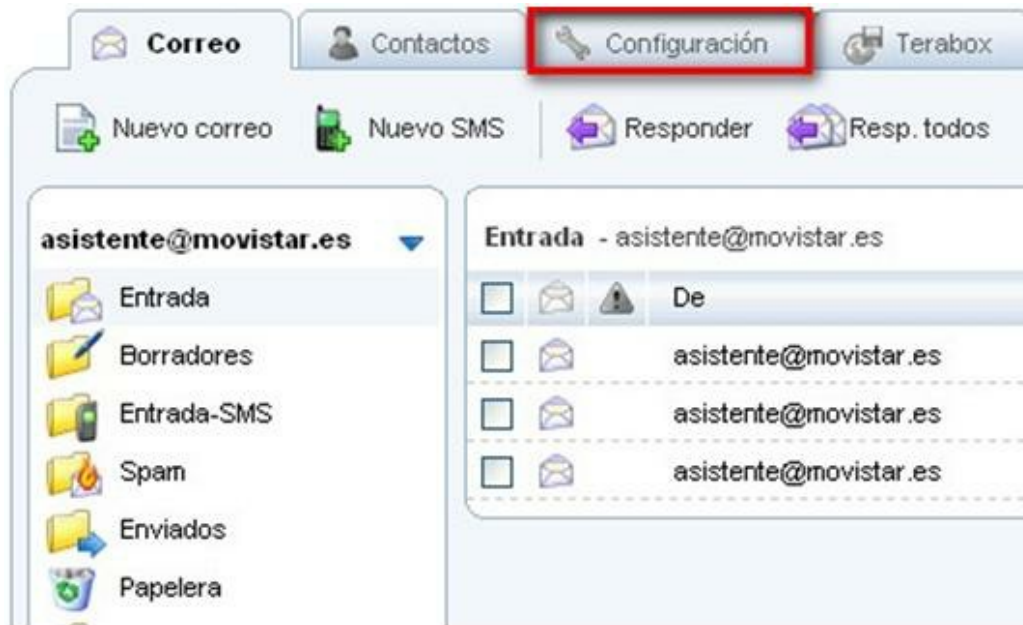 Correo Contactos Configuración Terabox
Nuevo correo Nuevo SMS Responder Resp. todos
asistente@movistar.es
Entrada
Borradores
Entrada-SMS
Spam
Enviados
Papelera
Entrada - asistente@movistar.es
De
asistente@movistar.es
asistente@movistar.es
asistente@movistar.es